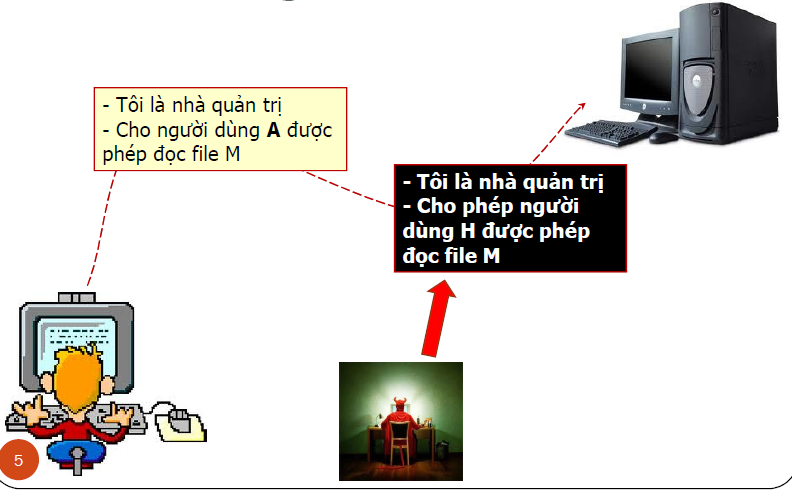 - Tôi là nhà quản trị
- Cho người dùng A được
phép đọc file M
- Tôi là nhà quản trị
- Cho phép người
dùng H được phép
đọc file M
5